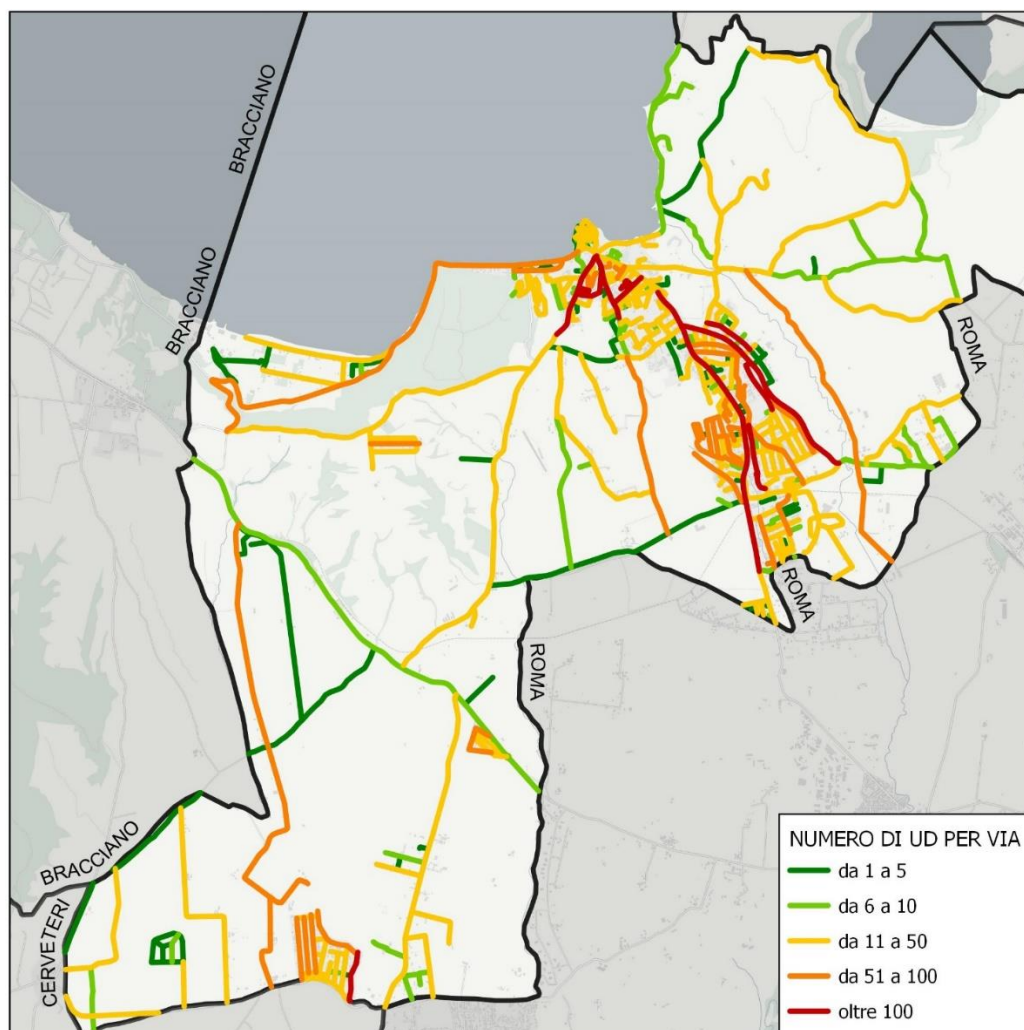 BRACCIANO
BRACCIANO
ROMA
ROMA
ROMA
BRACCIANO
CERVETERI
NUMERO DI UD PER VIA
da 1 a 5
da 6 a 10
da 11 a 50
da 51 a 100
oltre 100